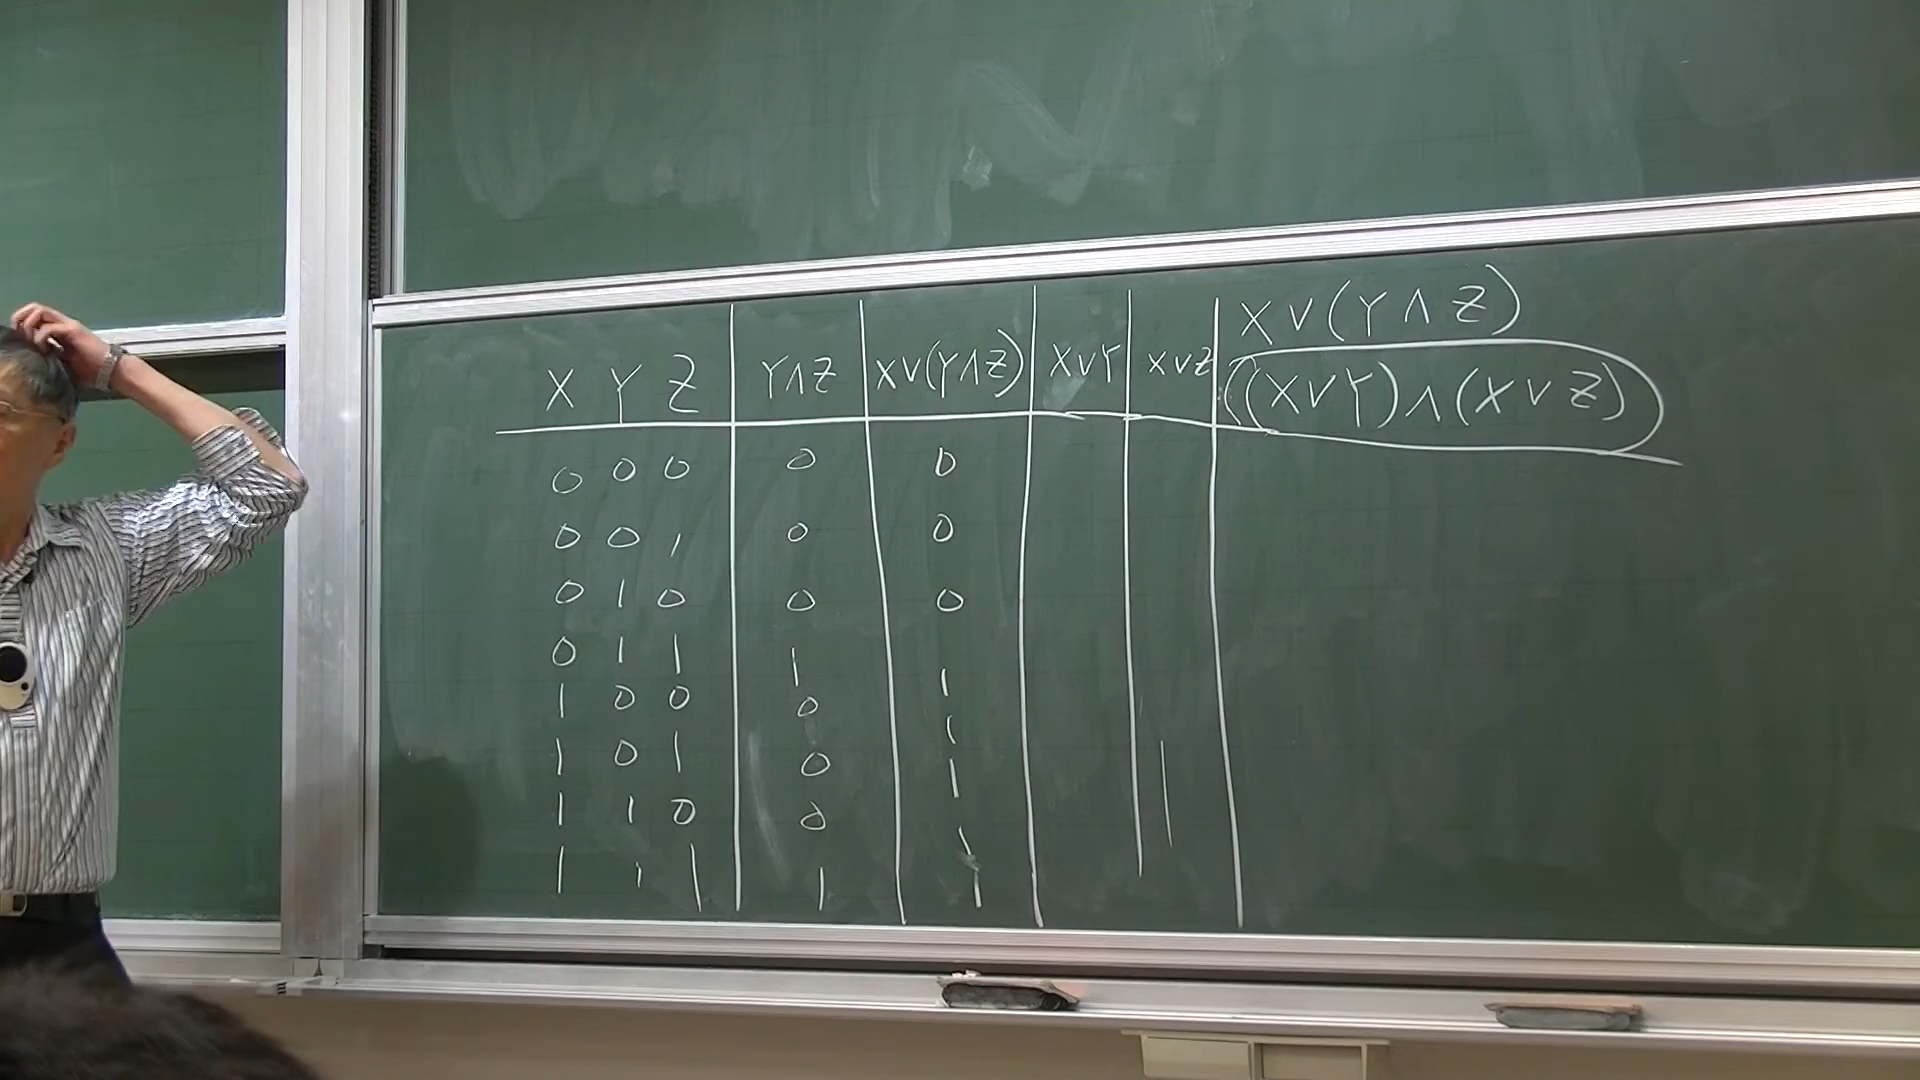 X ∨ (Y ∧ Z)
X Y Z Y∧Z X∨(Y∧Z) X∨Y X∨Z ((X∨Y)∧(X∨Z)
0 0 0 0 0
0 0 1 0 0
0 1 0 0 0
0 1 1 1 1
1 0 0 0 1
1 0 1 0 1
1 1 0 0 1
1 1 1 1 1